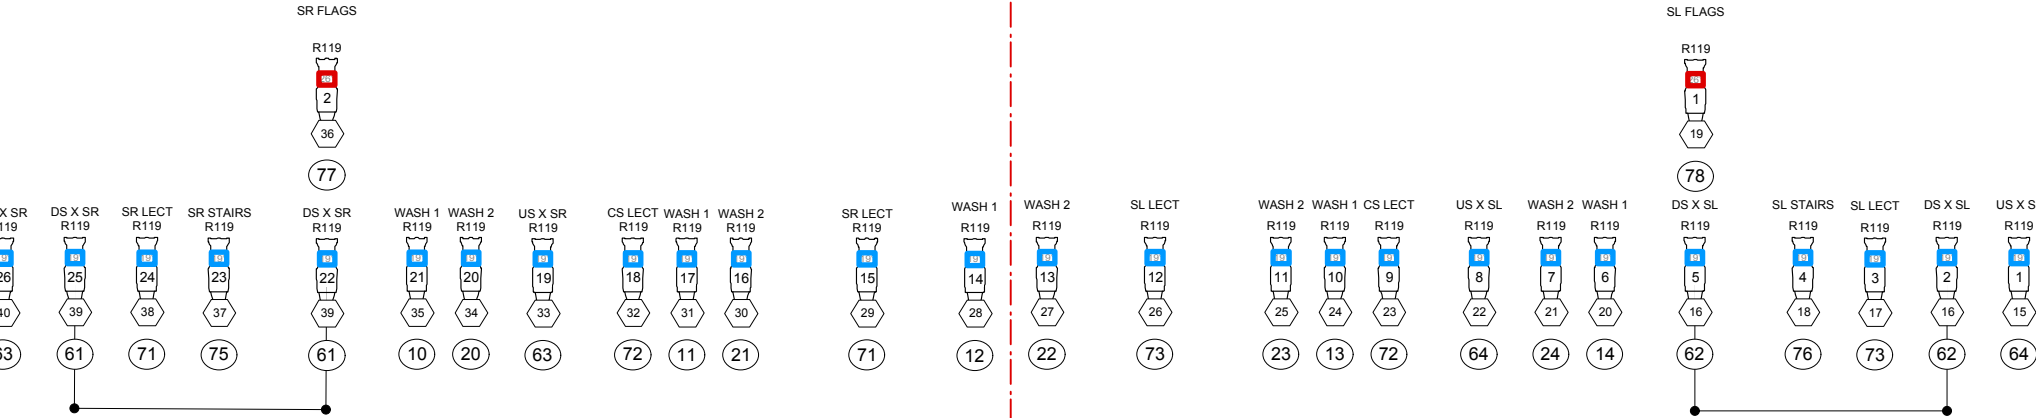 SR FLAGS
SL FLAGS
R119
R119
2
1
36
19
77
78
X SR DS X SR SR LECT SR STAIRS DS X SR WASH 1 WASH 2 US X SR CS LECT WASH 1 WASH 2 SR LECT WASH 1 WASH 2 SL LECT WASH 2 WASH 1 CS LECT US X SL WASH 2 WASH 1 DS X SL SL STAIRS SL LECT DS X SL US X S
119 R119 R119 R119 R119 R119 R119 R119 R119 R119 R119 R119 R119 R119 R119 R119 R119 R119 R119 R119 R119 R119 R119 R119 R119 R119
26 25 24 23 22 21 20 19 18 17 16 15 14 13 12 11 10 9 8 7 6 5 4 3 2 1
40 39 38 37 39 35 34 33 32 31 30 29 28 27 26 25 24 23 22 21 20 16 18 17 16 15
63 61 71 75 61 10 20 63 72 11 21 71 12 22 73 23 13 72 64 24 14 62 76 73 62 64